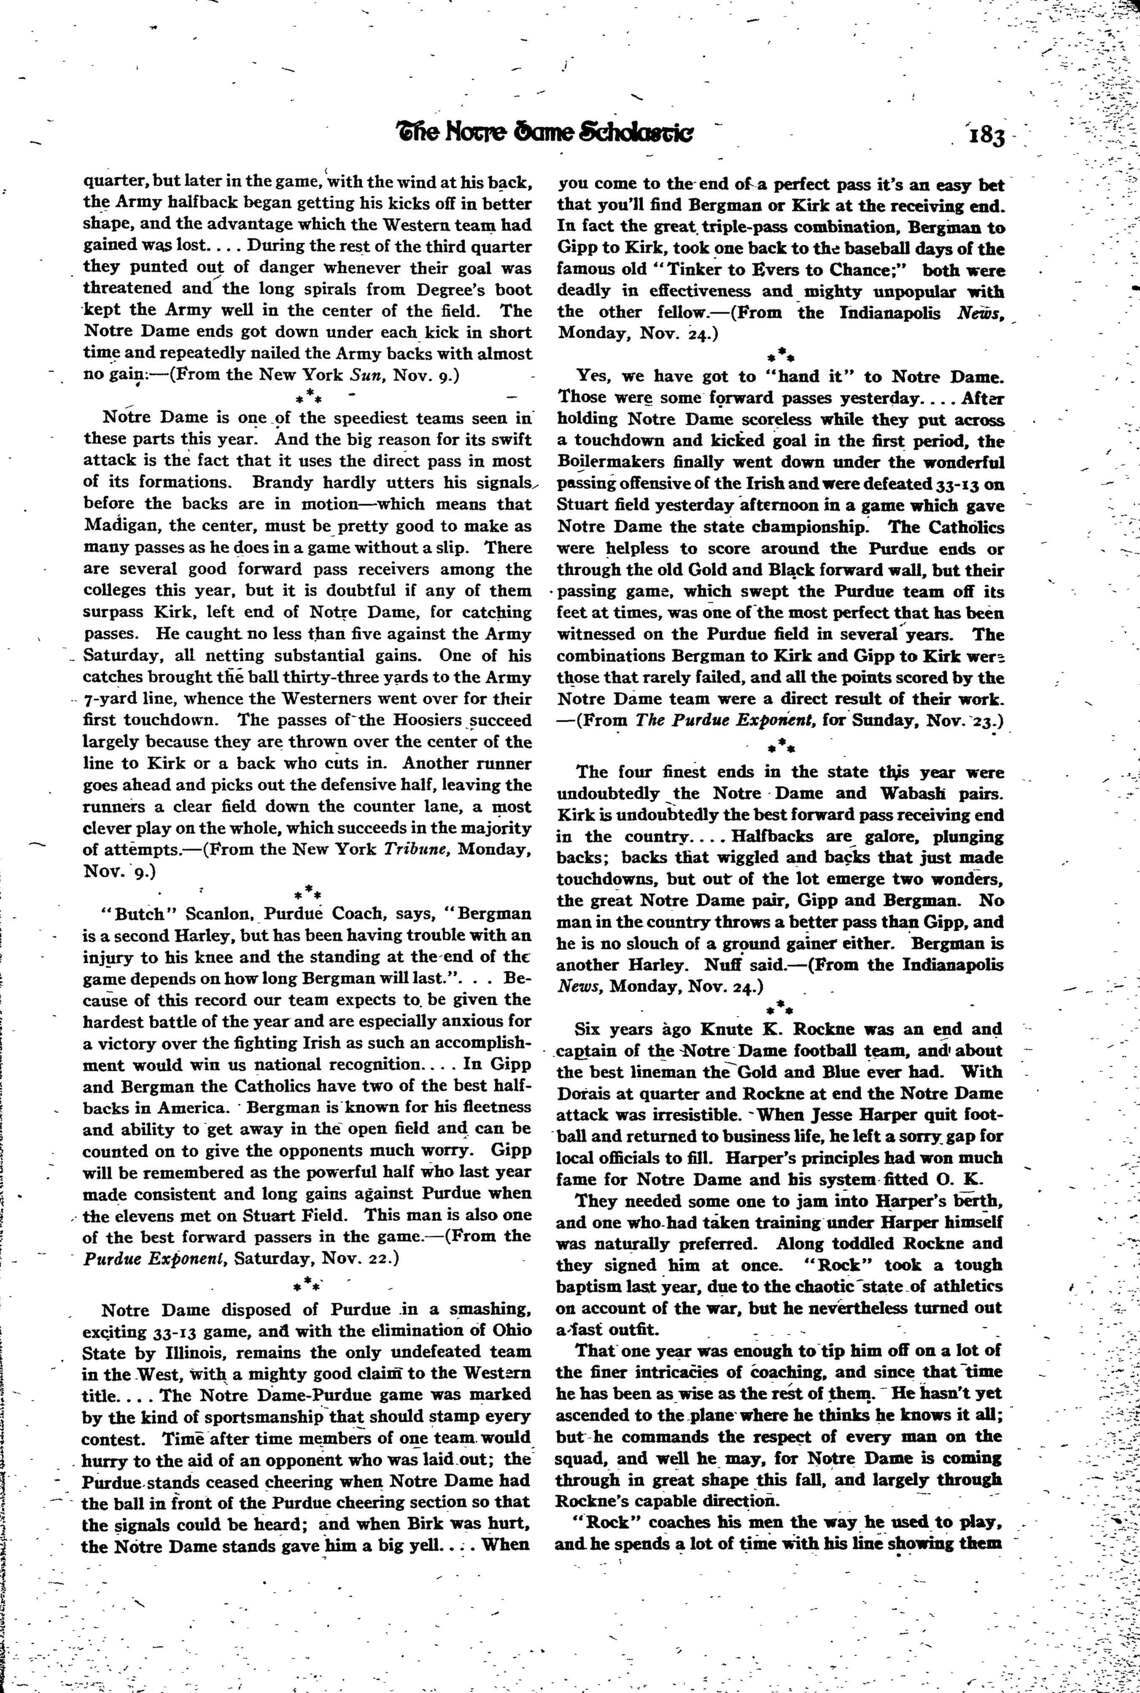 The Notre Dame Scholastic 183
quarter, but later in the game, with the wind at his back,
the Army halfback began getting his kicks off in better
shape, and the advantage which the Western team had
gained was lost.... During the rest of the third quarter
they punted out of danger whenever their goal was
threatened and the long spirals from Degree's boot
kept the Army well in the center of the field. The
Notre Dame ends got down under each kick in short
time and repeatedly nailed the Army backs with almost
no gain:—(From the New York Sun, Nov. 9.)
***
Notre Dame is one of the speediest teams seen in
these parts this year. And the big reason for its swift
attack is the fact that it uses the direct pass in most
of its formations. Brandy hardly utters his signals
before the backs are in motion—which means that
Madigan, the center, must be pretty good to make as
many passes as he does in a game without a slip. There
are several good forward pass receivers among the
colleges this year, but it is doubtful if any of them
surpass Kirk, left end of Notre Dame, for catching
passes. He caught no less than five against the Army
Saturday, all netting substantial gains. One of his
catches brought the ball thirty-three yards to the Army
7-yard line, whence the Westerners went over for their
first touchdown. The passes of the Hoosiers succeed
largely because they are thrown over the center of the
line to Kirk or a back who cuts in. Another runner
goes ahead and picks out the defensive half, leaving the
runners a clear field down the counter lane, a most
clever play on the whole, which succeeds in the majority
of attempts.—(From the New York Tribune, Monday,
Nov. 9.)
***
"Butch" Scanlon, Purdue Coach, says, "Bergman
is a second Harley, but has been having trouble with an
injury to his knee and the standing at the end of the
game depends on how long Bergman will last.". . . Be-
cause of this record our team expects to be given the
hardest battle of the year and are especially anxious for
a victory over the fighting Irish as such an accomplish-
ment would win us national recognition.... In Gipp
and Bergman the Catholics have two of the best half-
backs in America. Bergman is known for his fleetness
and ability to get away in the open field and can be
counted on to give the opponents much worry. Gipp
will be remembered as the powerful half who last year
made consistent and long gains against Purdue when
the elevens met on Stuart Field. This man is also one
of the best forward passers in the game.—(From the
Purdue Exponent, Saturday, Nov. 22.)
***
Notre Dame disposed of Purdue in a smashing,
exciting 33-13 game, and with the elimination of Ohio
State by Illinois, remains the only undefeated team
in the West, with a mighty good claim to the Western
title.... The Notre Dame-Purdue game was marked
by the kind of sportsmanship that should stamp eyery
contest. Time after time members of one team would
hurry to the aid of an opponent who was laid out; the
Purdue stands ceased cheering when Notre Dame had
the ball in front of the Purdue cheering section so that
the signals could be heard; and when Birk was hurt,
the Notre Dame stands gave him a big yell.... When
you come to the end of a perfect pass it's an easy bet
that you'll find Bergman or Kirk at the receiving end.
In fact the great triple-pass combination, Bergman to
Gipp to Kirk, took one back to the baseball days of the
famous old "Tinker to Evers to Chance;" both were
deadly in effectiveness and mighty unpopular with
the other fellow.—(From the Indianapolis News,
Monday, Nov. 24.)
***
Yes, we have got to "hand it" to Notre Dame.
Those were some forward passes yesterday.... After
holding Notre Dame scoreless while they put across
a touchdown and kicked goal in the first period, the
Boilermakers finally went down under the wonderful
passing offensive of the Irish and were defeated 33-13 on
Stuart field yesterday afternoon in a game which gave
Notre Dame the state championship. The Catholics
were helpless to score around the Purdue ends or
through the old Gold and Black forward wall, but their
passing game, which swept the Purdue team off its
feet at times, was one of the most perfect that has been
witnessed on the Purdue field in several years. The
combinations Bergman to Kirk and Gipp to Kirk were
those that rarely failed, and all the points scored by the
Notre Dame team were a direct result of their work.
—(From The Purdue Exponent, for Sunday, Nov. 23.)
***
The four finest ends in the state this year were
undoubtedly the Notre Dame and Wabash pairs.
Kirk is undoubtedly the best forward pass receiving end
in the country.... Halfbacks are galore, plunging
backs; backs that wiggled and backs that just made
touchdowns, but out of the lot emerge two wonders,
the great Notre Dame pair, Gipp and Bergman. No
man in the country throws a better pass than Gipp, and
he is no slouch of a ground gainer either. Bergman is
another Harley. Nuff said.—(From the Indianapolis
News, Monday, Nov. 24.)
***
Six years ago Knute K. Rockne was an end and
captain of the Notre Dame football team, and about
the best lineman the Gold and Blue ever had. With
Dorais at quarter and Rockne at end the Notre Dame
attack was irresistible. When Jesse Harper quit foot-
ball and returned to business life, he left a sorry gap for
local officials to fill. Harper's principles had won much
fame for Notre Dame and his system fitted O. K.
They needed some one to jam into Harper's berth,
and one who had taken training under Harper himself
was naturally preferred. Along toddled Rockne and
they signed him at once. "Rock" took a tough
baptism last year, due to the chaotic state of athletics
on account of the war, but he nevertheless turned out
a fast outfit.
That one year was enough to tip him off on a lot of
the finer intricacies of coaching, and since that time
he has been as wise as the rest of them. He hasn't yet
ascended to the plane where he thinks he knows it all;
but he commands the respect of every man on the
squad, and well he may, for Notre Dame is coming
through in great shape this fall, and largely through
Rockne's capable direction.
"Rock" coaches his men the way he used to play,
and he spends a lot of time with his line showing them